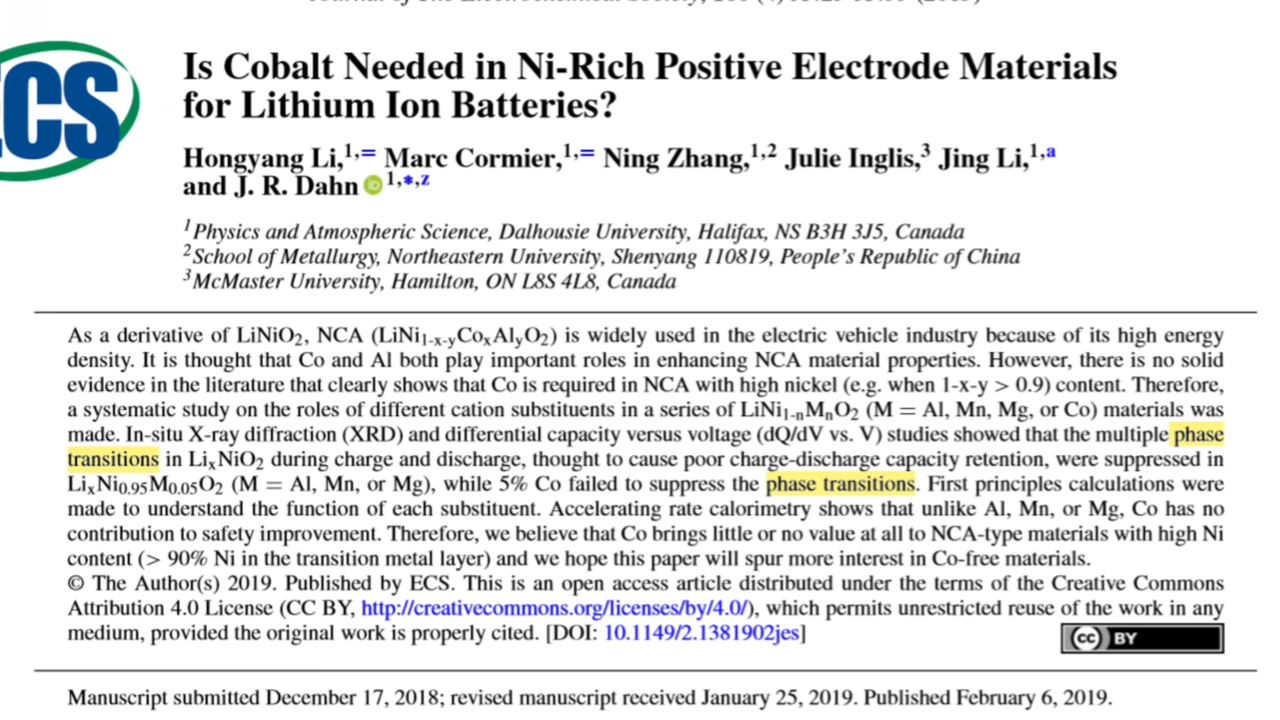 Is Cobalt Needed in Ni-Rich Positive Electrode Materials
for Lithium Ion Batteries?
Hongyang Li,1,= Marc Cormier,1,= Ning Zhang,1,2 Julie Inglis,3 Jing Li,1,a
and J. R. Dahn iD 1,*,z
1Physics and Atmospheric Science, Dalhousie University, Halifax, NS B3H 3J5, Canada
2School of Metallurgy, Northeastern University, Shenyang 110819, People's Republic of China
3McMaster University, Hamilton, ON L8S 4L8, Canada
As a derivative of LiNiO2, NCA (LiNi1-x-yCoxAlyO2) is widely used in the electric vehicle industry because of its high energy
density. It is thought that Co and Al both play important roles in enhancing NCA material properties. However, there is no solid
evidence in the literature that clearly shows that Co is required in NCA with high nickel (e.g. when 1-x-y > 0.9) content. Therefore,
a systematic study on the roles of different cation substituents in a series of LiNi1-nMnO2 (M = Al, Mn, Mg, or Co) materials was
made. In-situ X-ray diffraction (XRD) and differential capacity versus voltage (dQ/dV vs. V) studies showed that the multiple phase
transitions in LixNiO2 during charge and discharge, thought to cause poor charge-discharge capacity retention, were suppressed in
LixNi0.95M0.05O2 (M = Al, Mn, or Mg), while 5% Co failed to suppress the phase transitions. First principles calculations were
made to understand the function of each substituent. Accelerating rate calorimetry shows that unlike Al, Mn, or Mg, Co has no
contribution to safety improvement. Therefore, we believe that Co brings little or no value at all to NCA-type materials with high Ni
content (> 90% Ni in the transition metal layer) and we hope this paper will spur more interest in Co-free materials.
© The Author(s) 2019. Published by ECS. This is an open access article distributed under the terms of the Creative Commons
Attribution 4.0 License (CC BY, http://creativecommons.org/licenses/by/4.0/), which permits unrestricted reuse of the work in any
medium, provided the original work is properly cited. [DOI: 10.1149/2.1381902jes]
cc BY
Manuscript submitted December 17, 2018; revised manuscript received January 25, 2019. Published February 6, 2019.